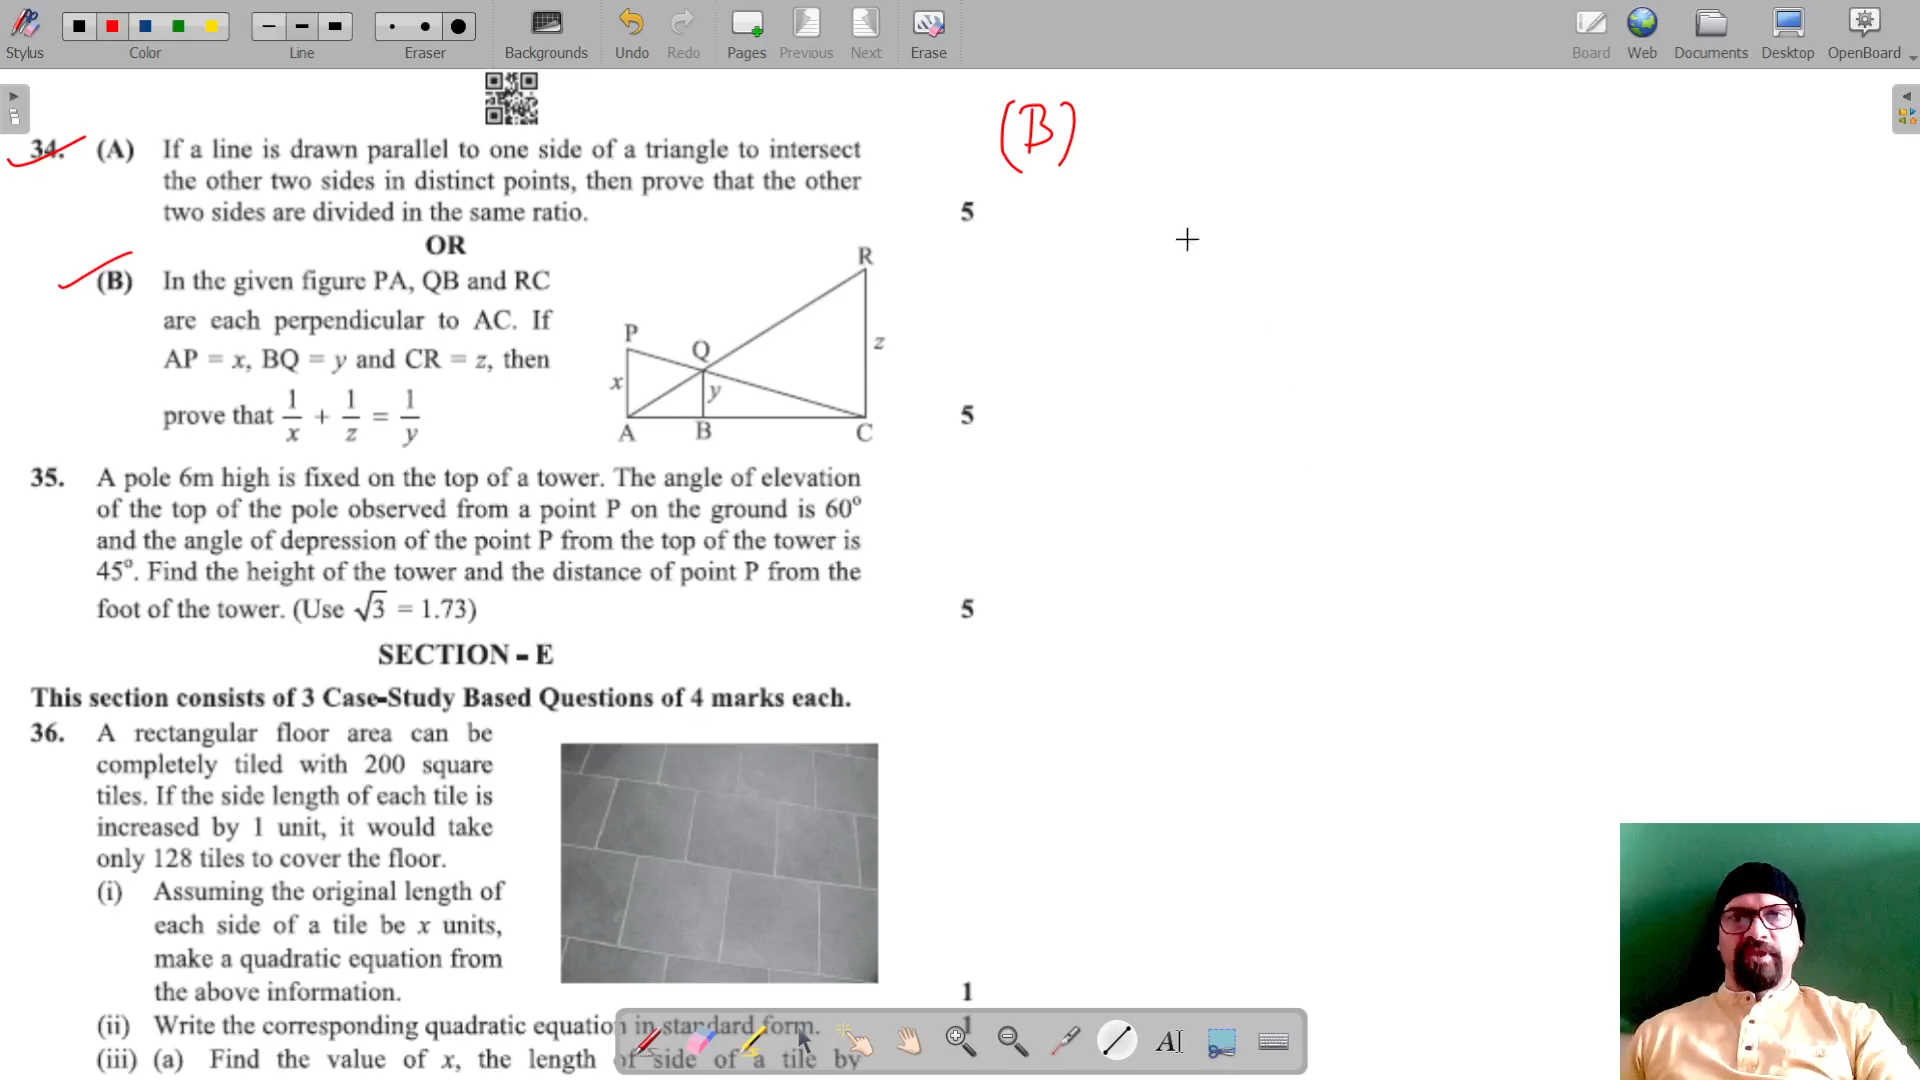 Stylus
Color
Line
Eraser
Backgrounds
Undo
Redo
Pages
Previous
Next
Erase
Board
Web
Documents
Desktop
OpenBoard
34. (A) If a line is drawn parallel to one side of a triangle to intersect
the other two sides in distinct points, then prove that the other
two sides are divided in the same ratio. 5
OR
(B) In the given figure PA, QB and RC
are each perpendicular to AC. If
AP = x, BQ = y and CR = z, then
prove that 1/x + 1/z = 1/y 5
R
P
Q
z
x
y
A B C
35. A pole 6m high is fixed on the top of a tower. The angle of elevation
of the top of the pole observed from a point P on the ground is 60°
and the angle of depression of the point P from the top of the tower is
45°. Find the height of the tower and the distance of point P from the
foot of the tower. (Use √3 = 1.73) 5
SECTION - E
This section consists of 3 Case-Study Based Questions of 4 marks each.
36. A rectangular floor area can be
completely tiled with 200 square
tiles. If the side length of each tile is
increased by 1 unit, it would take
only 128 tiles to cover the floor.
(i) Assuming the original length of
each side of a tile be x units,
make a quadratic equation from
the above information. 1
(ii) Write the corresponding quadratic equation in standard form. 1
(iii) (a) Find the value of x, the length of side of a tile by
(B)